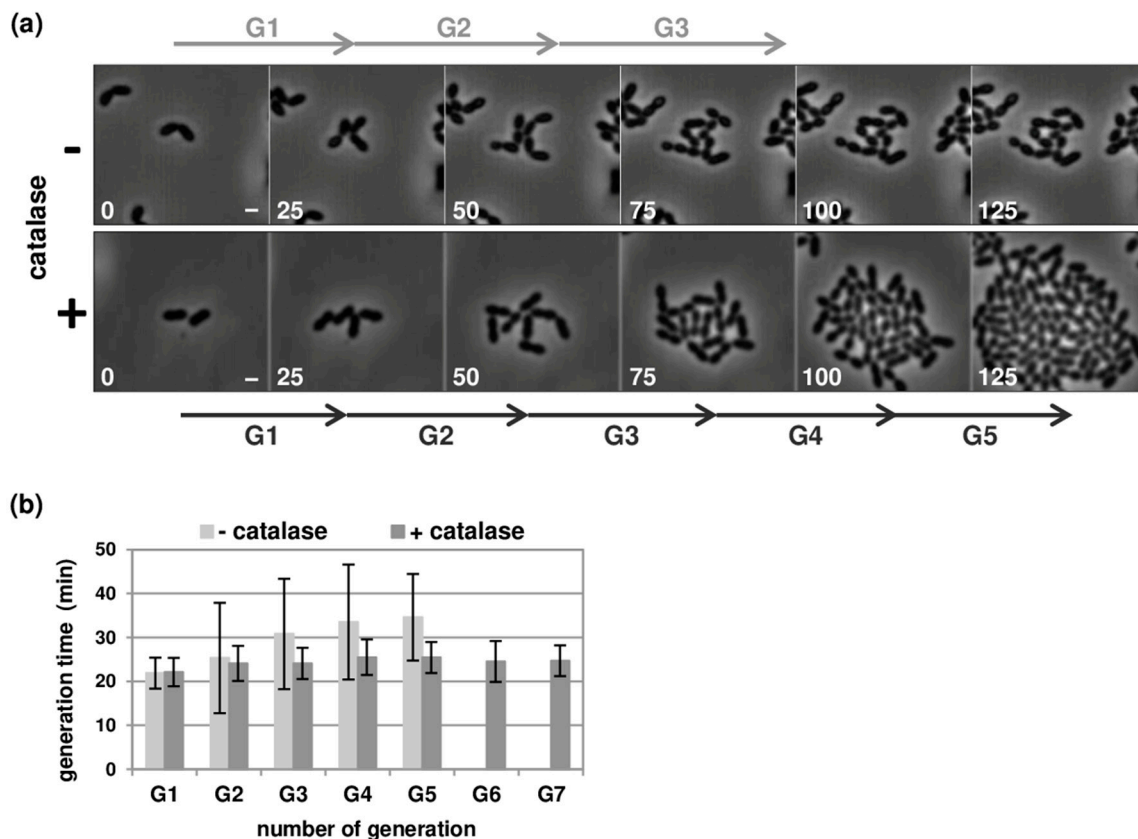 (a)
G1 G2 G3
catalase
-
0 – 25 50 75 100 125
+
0 – 25 50 75 100 125
G1 G2 G3 G4 G5
(b)
- catalase + catalase
generation time (min)
50
40
30
20
10
0
G1 G2 G3 G4 G5 G6 G7
number of generation